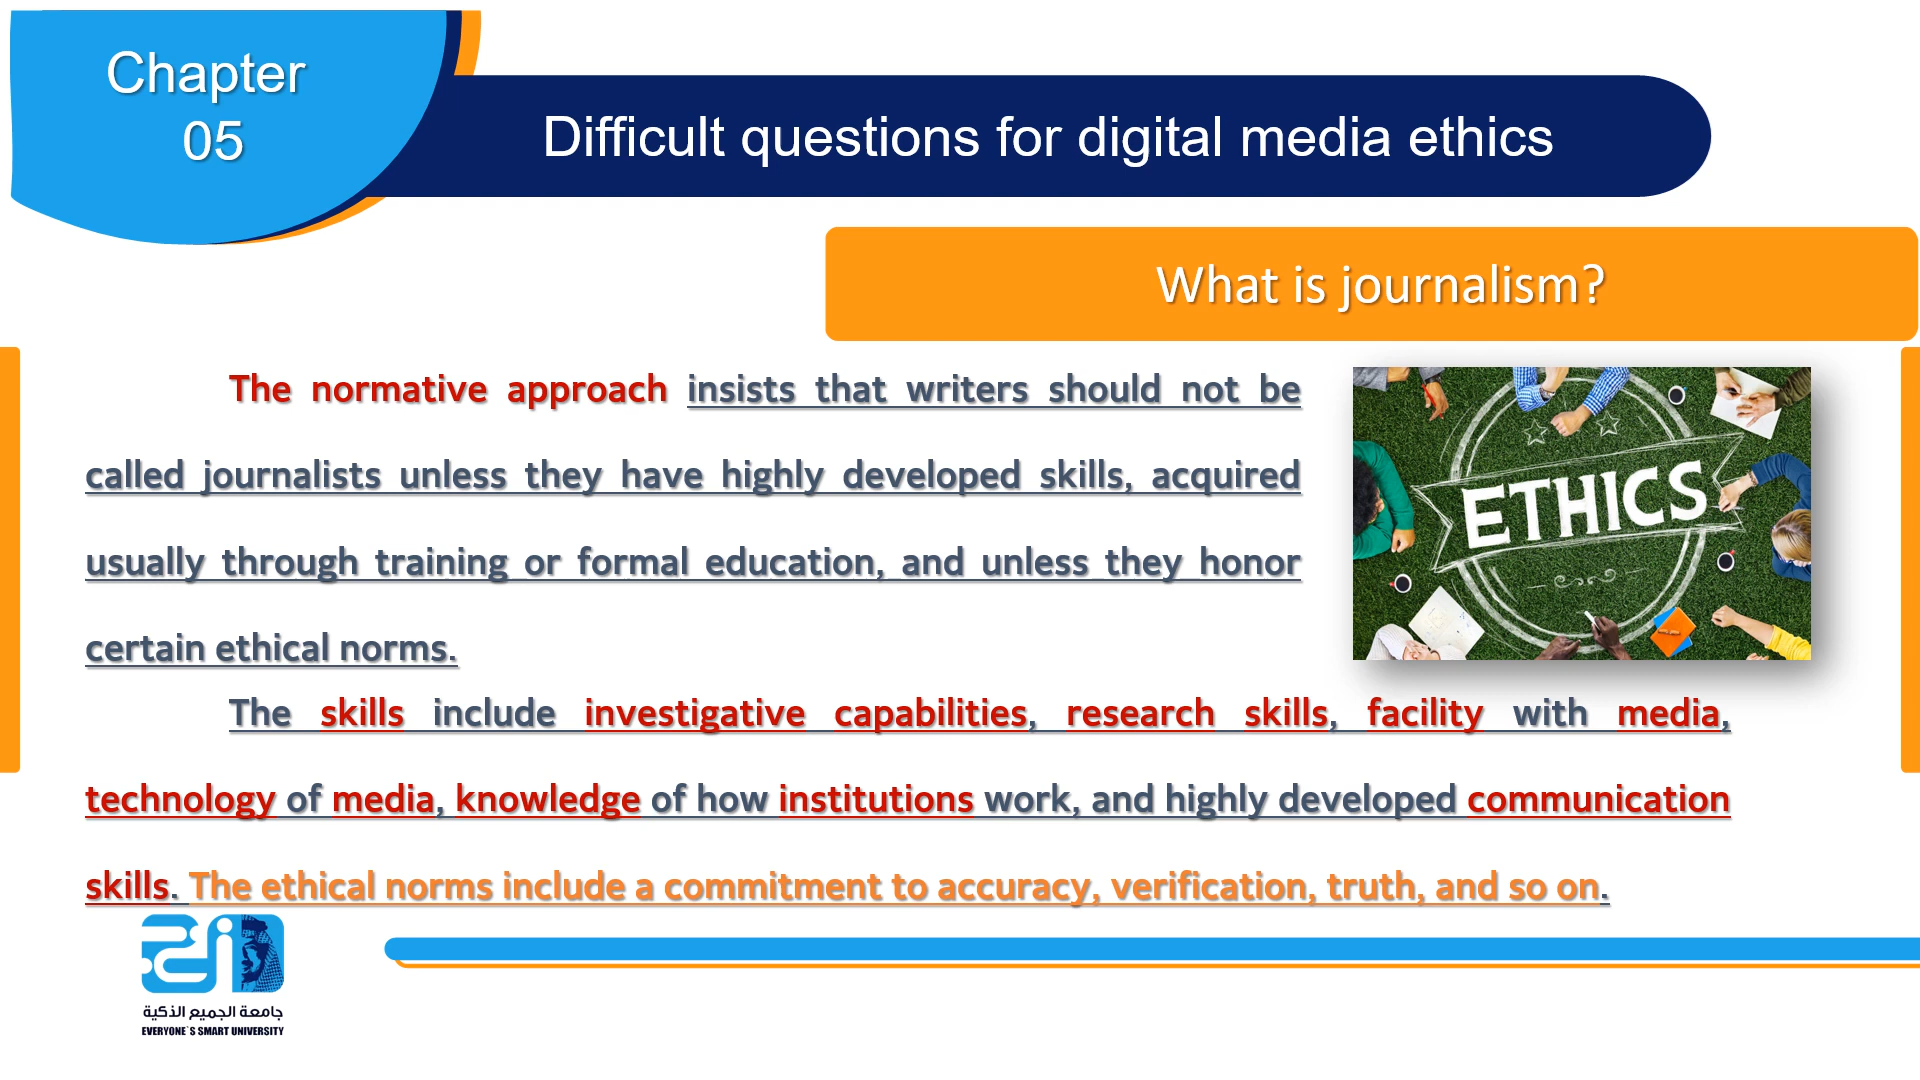 Chapter
05
Difficult questions for digital media ethics
What is journalism?
The normative approach insists that writers should not be
called journalists unless they have highly developed skills, acquired
usually through training or formal education, and unless they honor
certain ethical norms.
ETHICS
The skills include investigative capabilities, research skills, facility with media,
technology of media, knowledge of how institutions work, and highly developed communication
skills. The ethical norms include a commitment to accuracy, verification, truth, and so on.
جامعة الجميع الذكية
EVERYONE`S SMART UNIVERSITY